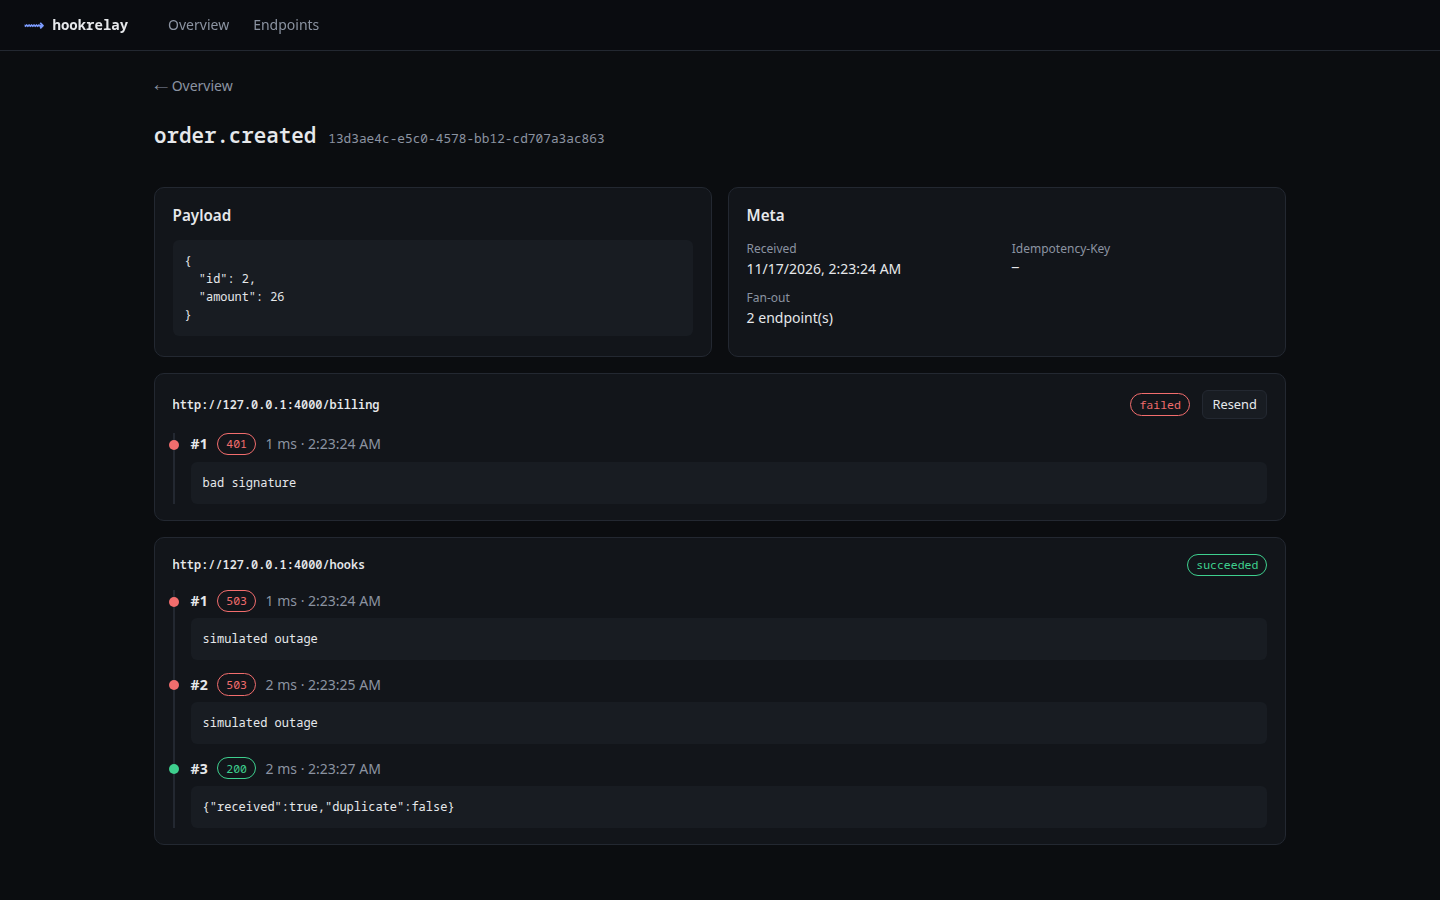 hookrelay Overview Endpoints
← Overview
order.created 13d3ae4c-e5c0-4578-bb12-cd707a3ac863
Payload
{
  "id": 2,
  "amount": 26
}
Meta
Received
11/17/2026, 2:23:24 AM
Idempotency-Key
—
Fan-out
2 endpoint(s)
http://127.0.0.1:4000/billing failed Resend
#1 401 1 ms · 2:23:24 AM
bad signature
http://127.0.0.1:4000/hooks succeeded
#1 503 1 ms · 2:23:24 AM
simulated outage
#2 503 2 ms · 2:23:25 AM
simulated outage
#3 200 2 ms · 2:23:27 AM
{"received":true,"duplicate":false}